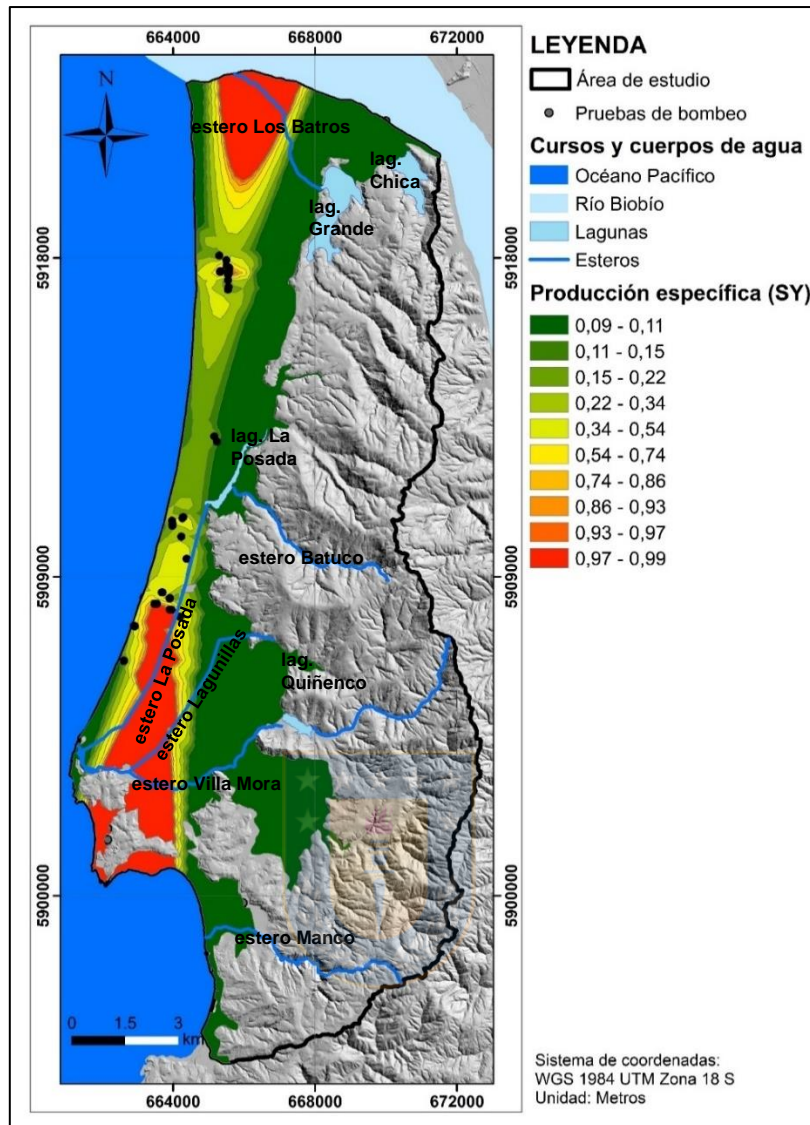 664000 668000 672000
N
estero Los Batros
lag.
Chica
lag.
Grande
5918000
5918000
lag. La
Posada
estero Batuco
5909000
5909000
estero La Posada
estero Lagunillas
lag.
Quiñenco
estero Villa Mora
5900000
5900000
estero Manco
0 1.5 3
km
664000 668000 672000
LEYENDA
Área de estudio
Pruebas de bombeo
Cursos y cuerpos de agua
Océano Pacífico
Río Biobío
Lagunas
Esteros
Producción específica (SY)
0,09 - 0,11
0,11 - 0,15
0,15 - 0,22
0,22 - 0,34
0,34 - 0,54
0,54 - 0,74
0,74 - 0,86
0,86 - 0,93
0,93 - 0,97
0,97 - 0,99
Sistema de coordenadas:
WGS 1984 UTM Zona 18 S
Unidad: Metros